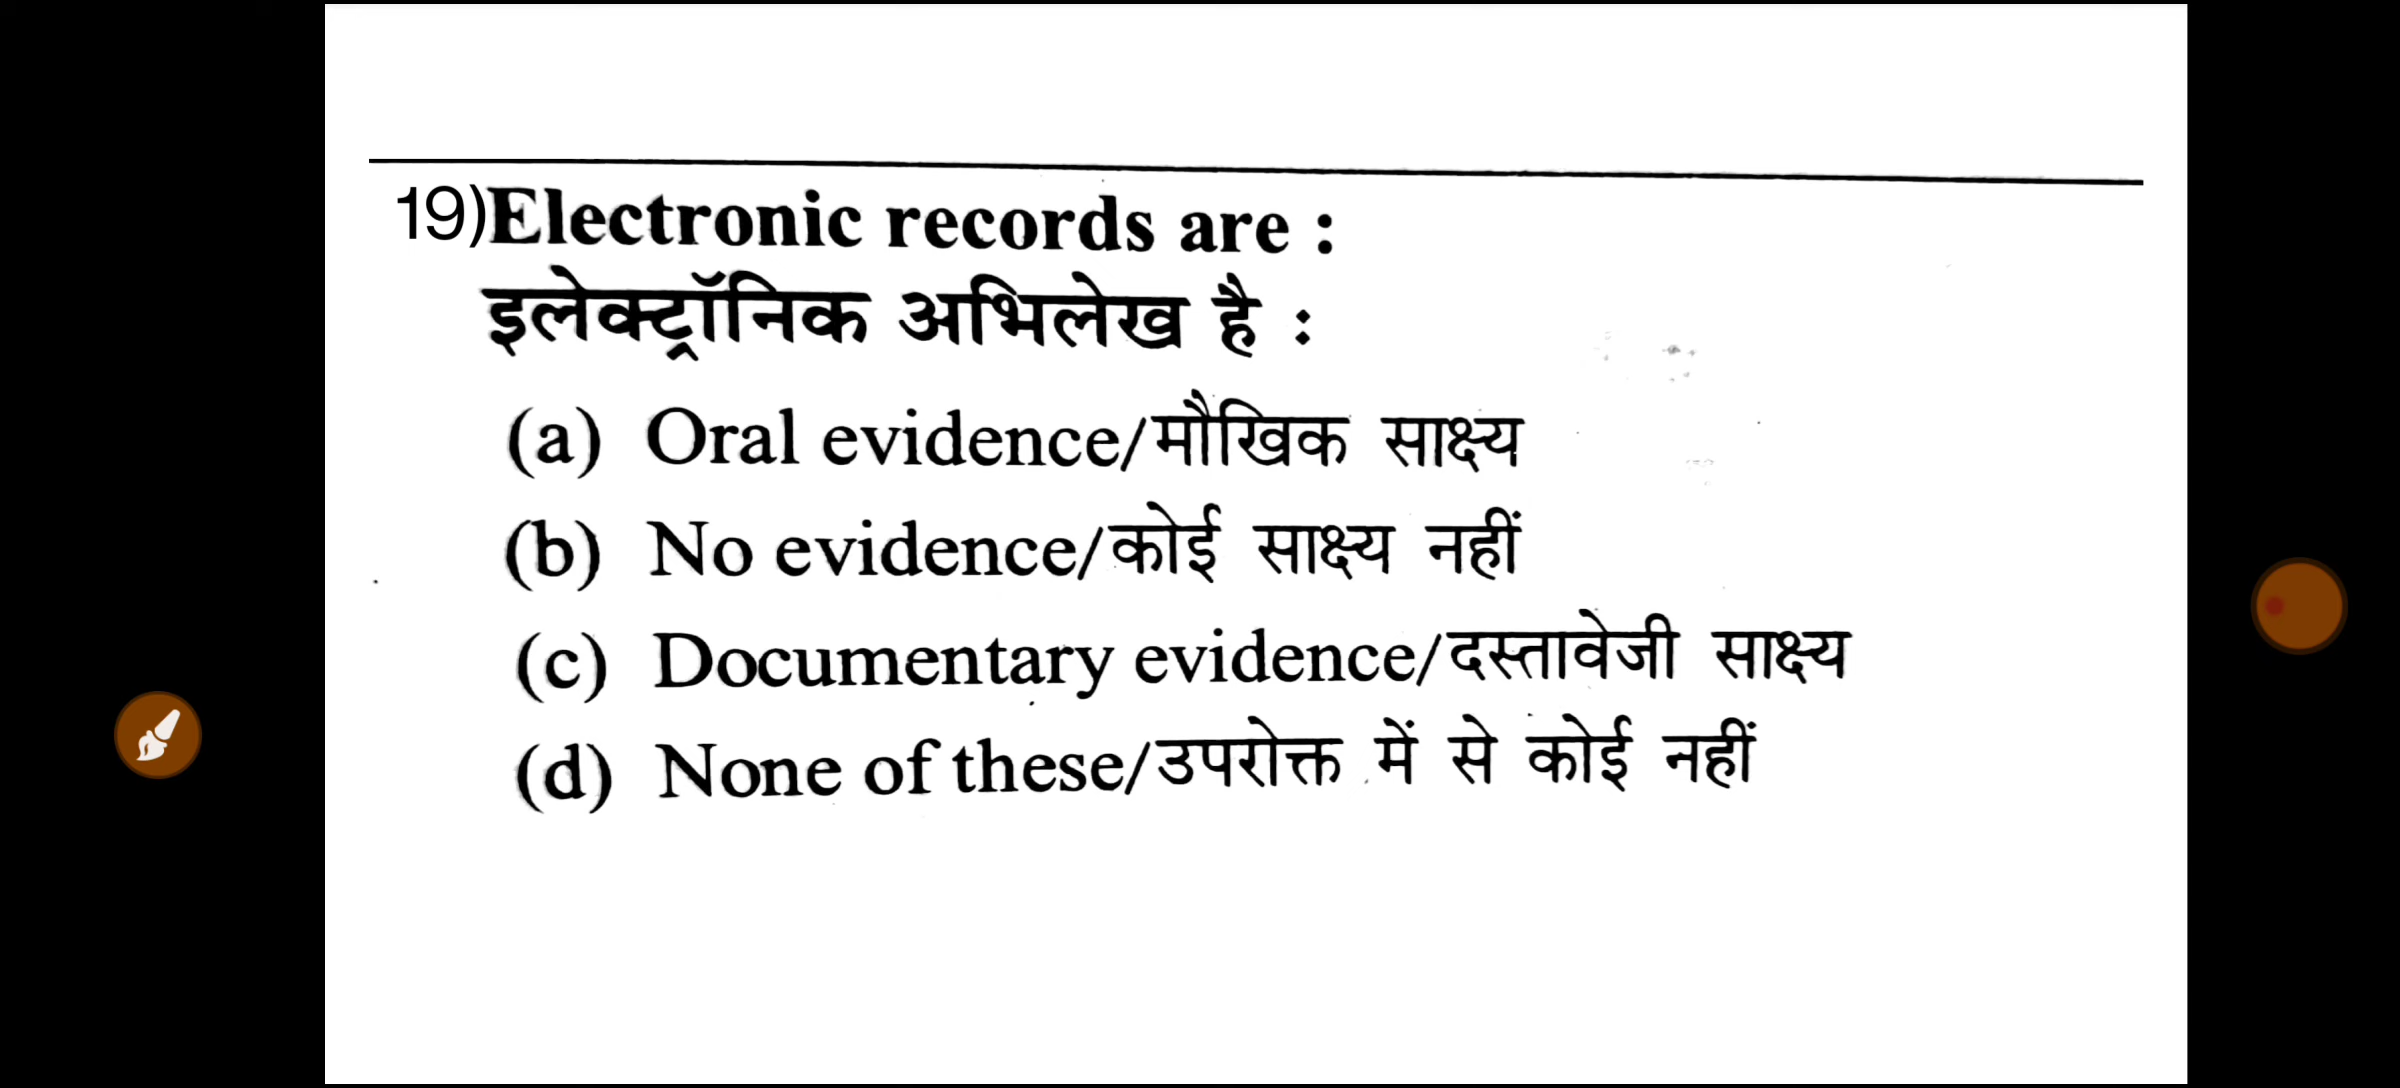 19)Electronic records are :
इलेक्ट्रॉनिक अभिलेख है :
(a) Oral evidence/मौखिक साक्ष्य
(b) No evidence/कोई साक्ष्य नहीं
(c) Documentary evidence/दस्तावेजी साक्ष्य
(d) None of these/उपरोक्त में से कोई नहीं